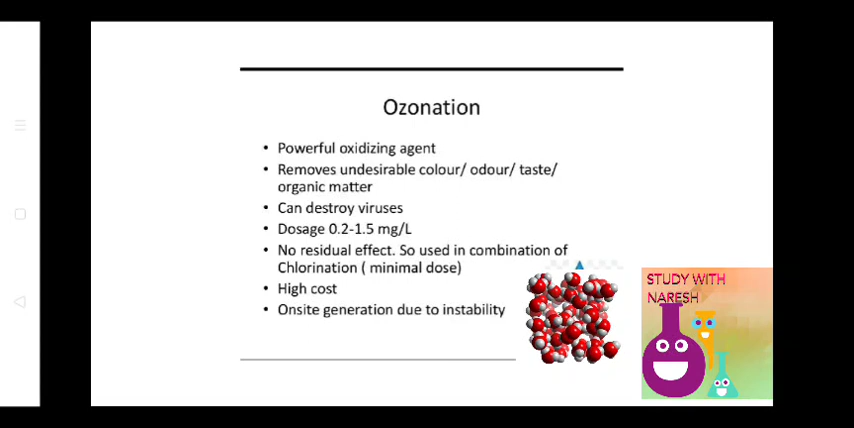 Ozonation
• Powerful oxidizing agent
• Removes undesirable colour/ odour/ taste/
organic matter
• Can destroy viruses
• Dosage 0.2-1.5 mg/L
• No residual effect. So used in combination of
Chlorination ( minimal dose)
• High cost
• Onsite generation due to instability
STUDY WITH
NARESH